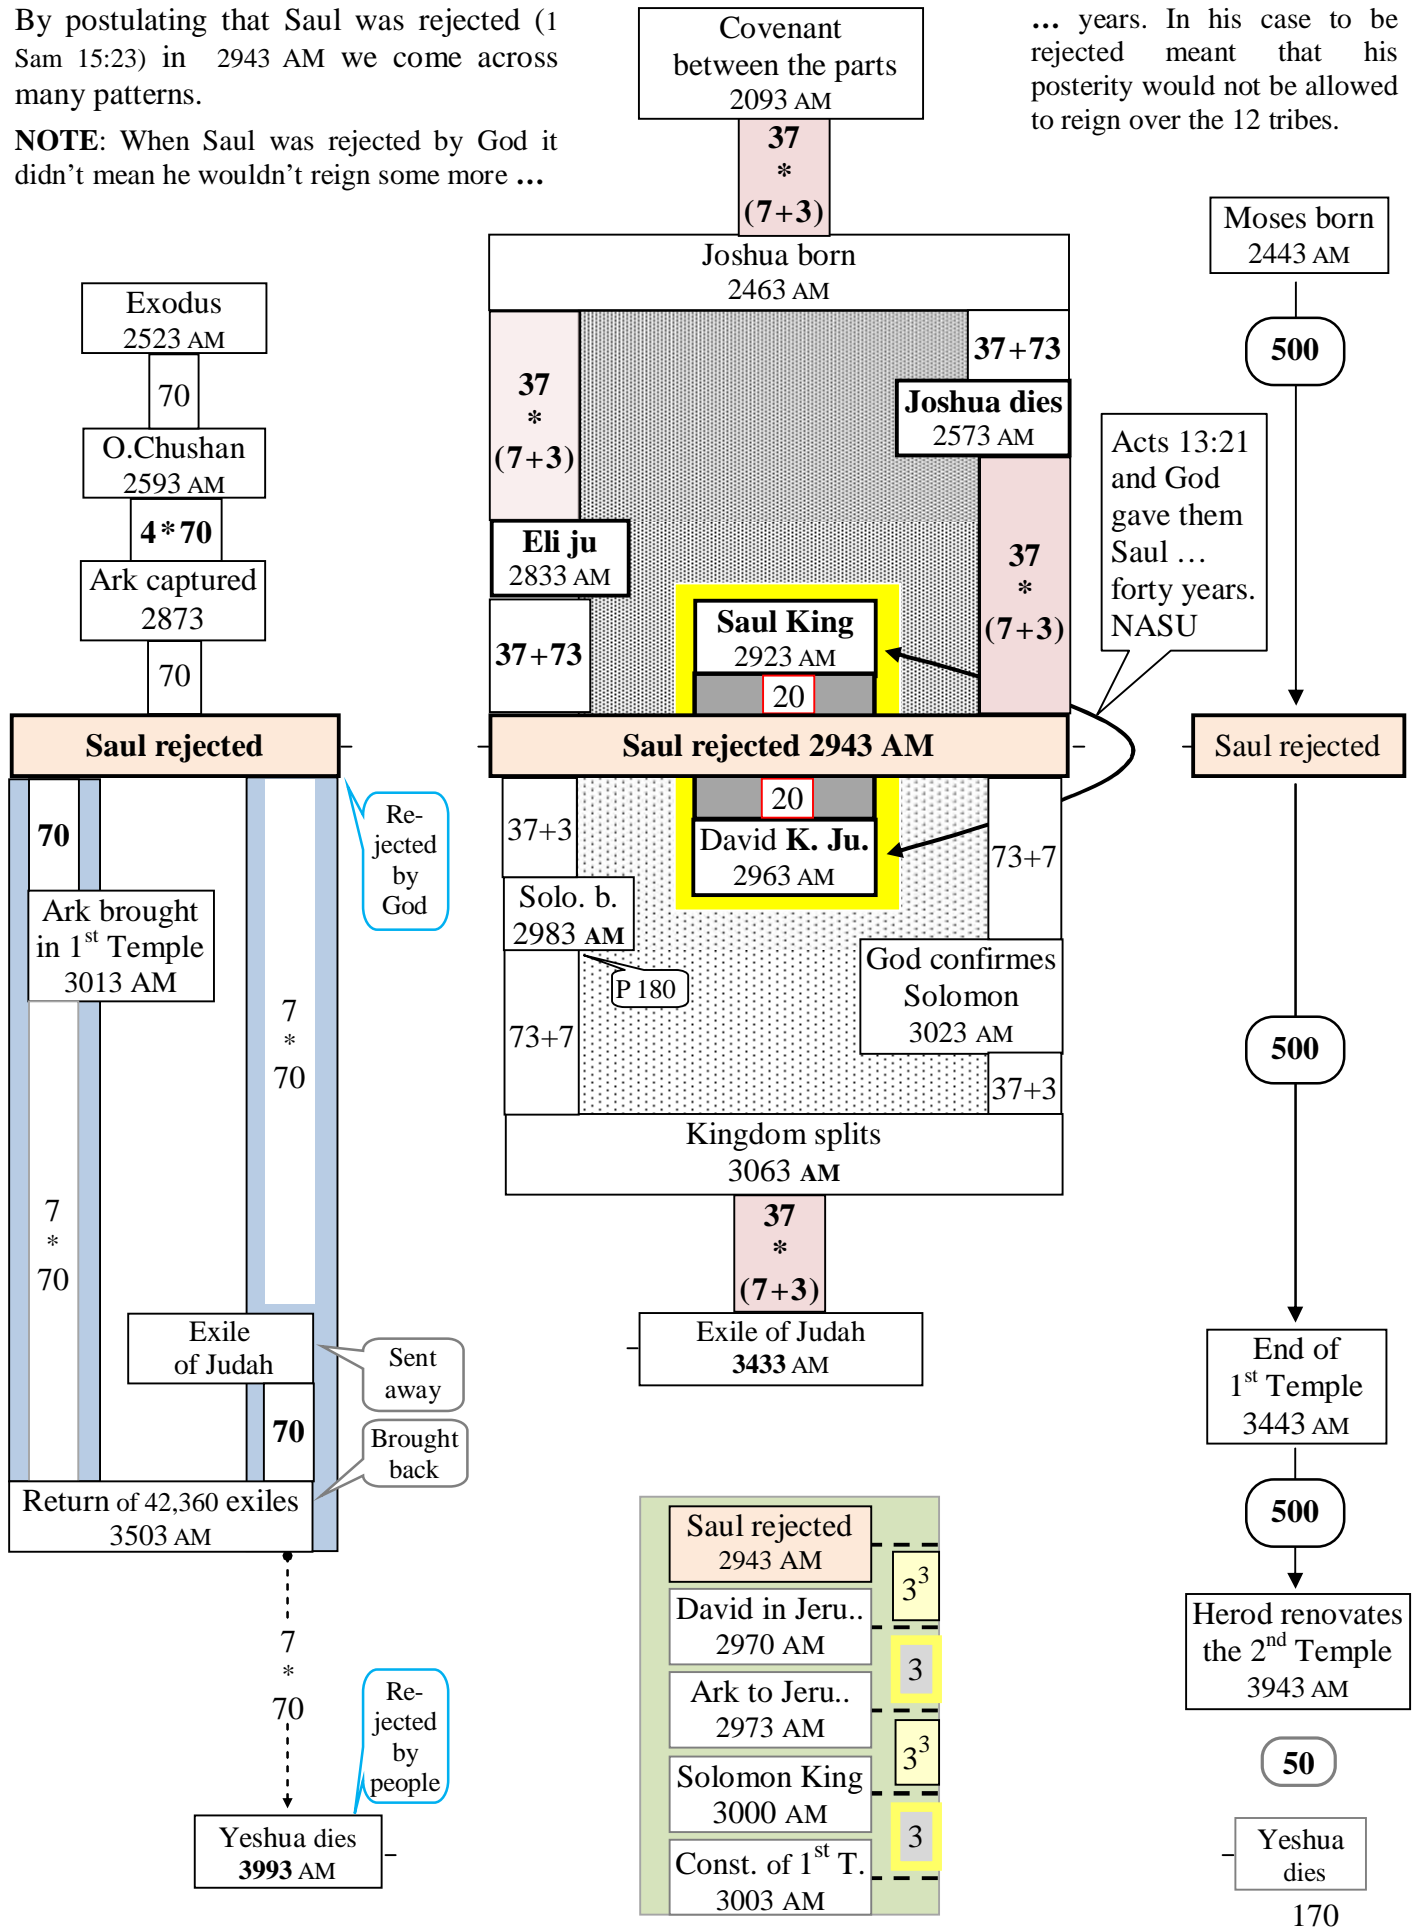 By postulating that Saul was rejected (1
Sam 15:23) in 2943 AM we come across
many patterns.
NOTE: When Saul was rejected by God it
didn't mean he wouldn't reign some more …
… years. In his case to be
rejected meant that his
posterity would not be allowed
to reign over the 12 tribes.
Exodus
2523 AM
70
O.Chushan
2593 AM
4*70
Ark captured
2873
70
Saul rejected
Re-
jected
by
God
70
Ark brought
in 1st Temple
3013 AM
7
*
70
7
*
70
Exile
of Judah
Sent
away
70
Brought
back
Return of 42,360 exiles
3503 AM
7
*
70
Re-
jected
by
people
Yeshua dies
3993 AM
Covenant
between the parts
2093 AM
37
*
(7+3)
Joshua born
2463 AM
37
*
(7+3)
37+73
Joshua dies
2573 AM
Eli ju
2833 AM
37
*
(7+3)
37+73
Saul King
2923 AM
20
Saul rejected 2943 AM
20
David K. Ju.
2963 AM
37+3
73+7
Solo. b.
2983 AM
P 180
God confirmes
Solomon
3023 AM
73+7
37+3
Kingdom splits
3063 AM
37
*
(7+3)
Exile of Judah
3433 AM
Saul rejected
2943 AM
3³
David in Jeru..
2970 AM
3
Ark to Jeru..
2973 AM
3³
Solomon King
3000 AM
3
Const. of 1st T.
3003 AM
Acts 13:21
and God
gave them
Saul …
forty years.
NASU
Moses born
2443 AM
500
Saul rejected
500
End of
1st Temple
3443 AM
500
Herod renovates
the 2nd Temple
3943 AM
50
Yeshua
dies
170